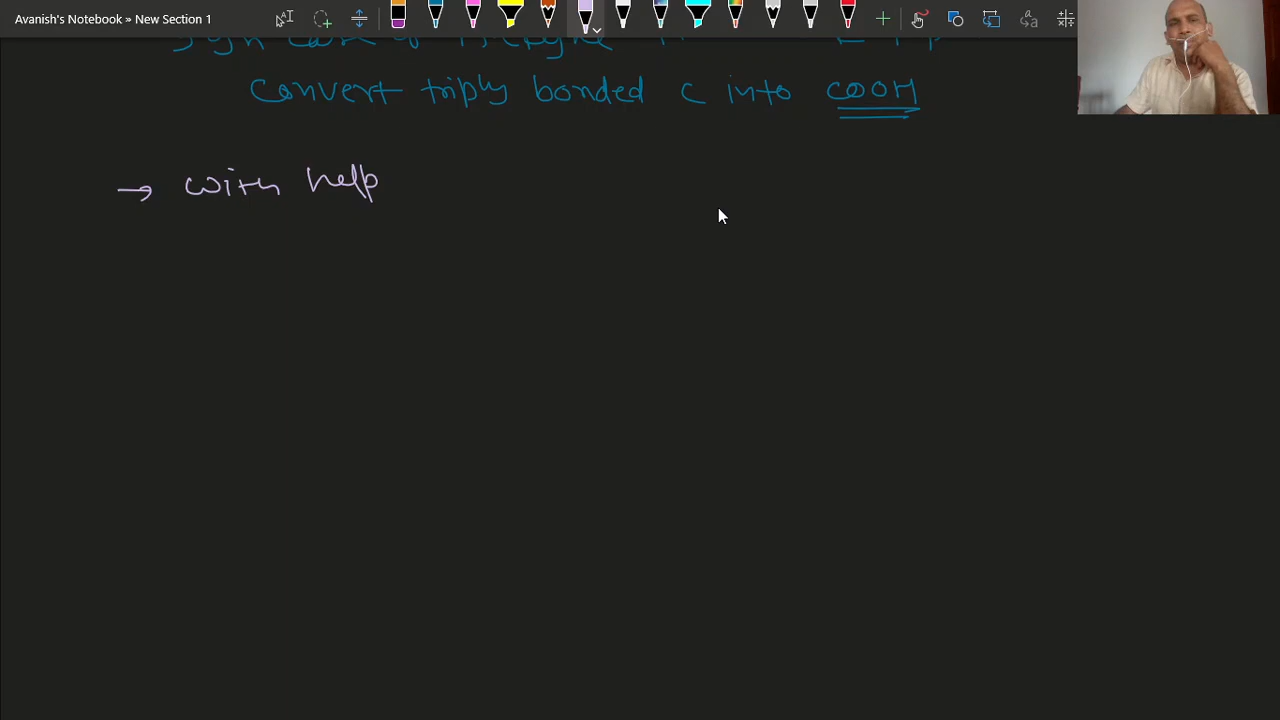 Avanish's Notebook » New Section 1
convert triply bonded c into COOH
→ with help